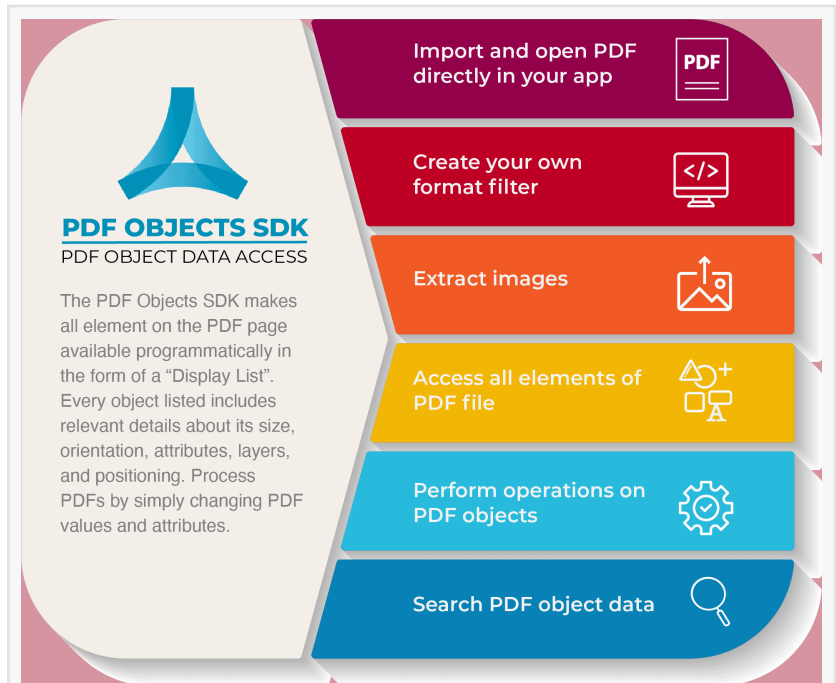 PDF OBJECTS SDK
PDF OBJECT DATA ACCESS
The PDF Objects SDK makes
all element on the PDF page
available programmatically in
the form of a “Display List”.
Every object listed includes
relevant details about its size,
orientation, attributes, layers,
and positioning. Process
PDFs by simply changing PDF
values and attributes.
Import and open PDF
directly in your app
PDF
Create your own
format filter
</>
Extract images
Access all elements of
PDF file
A
Perform operations on
PDF objects
Search PDF object data